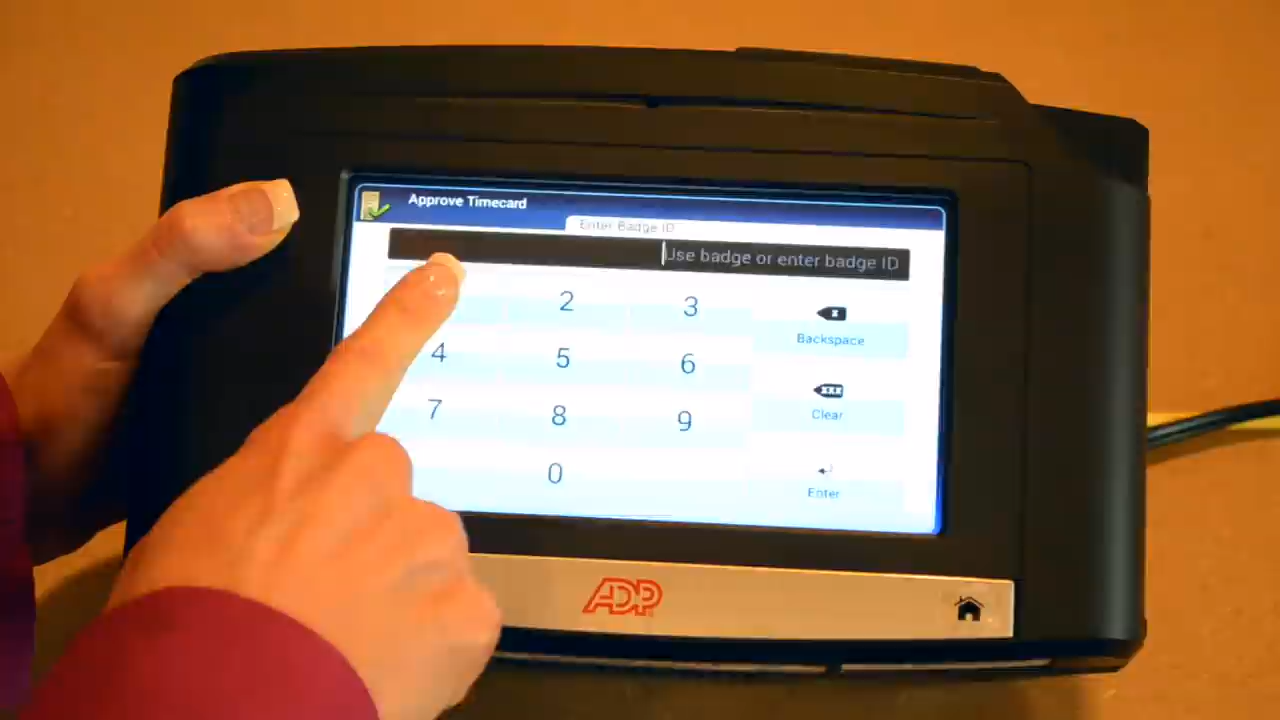 Approve Timecard
Enter Badge ID
Use badge or enter badge ID
2 3
Backspace
4 5 6
Clear
7 8 9
0
Enter
ADP